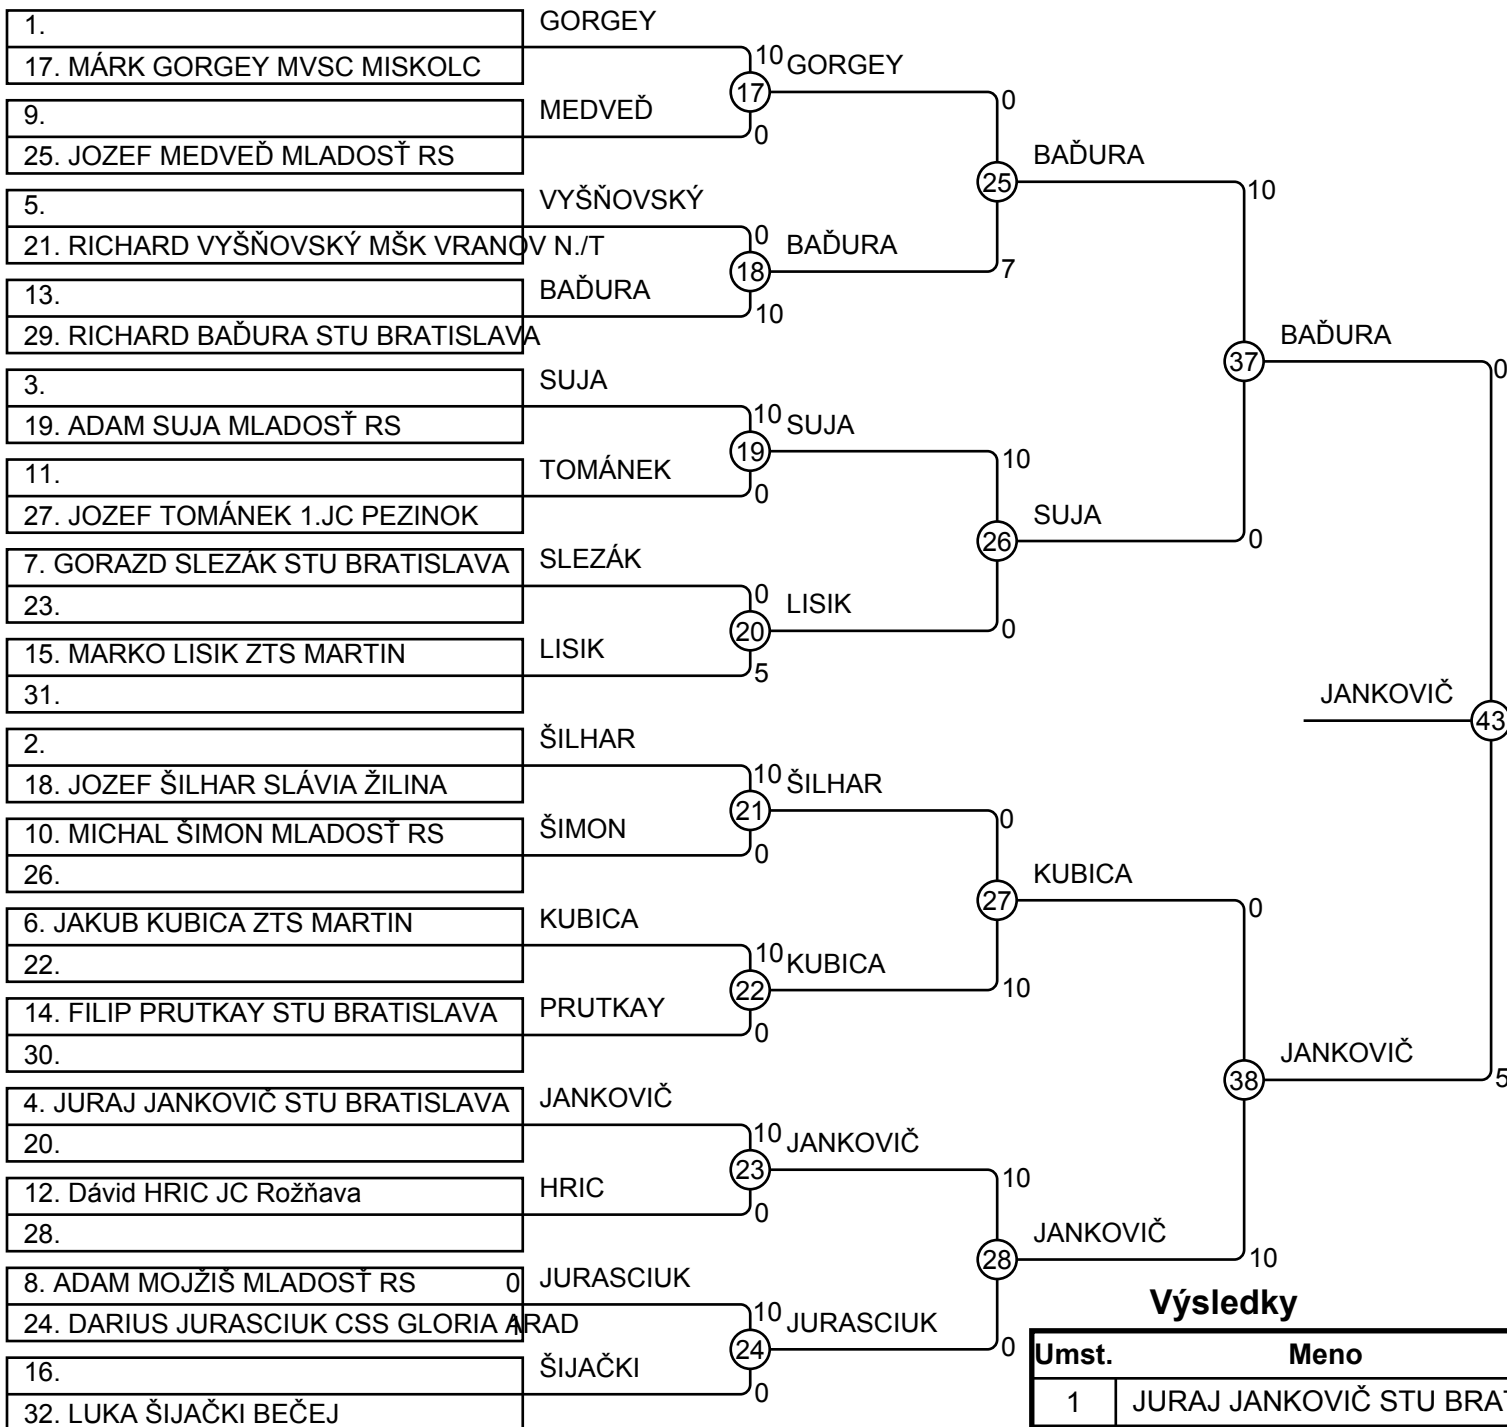 1.
GORGEY
17. MÁRK GORGEY MVSC MISKOLC
10
GORGEY
17
0
9.
MEDVEĎ
0
25. JOZEF MEDVEĎ MLADOSŤ RS
BAĎURA
25
10
5.
VYŠŇOVSKÝ
21. RICHARD VYŠŇOVSKÝ MŠK VRANOV N./T
0
BAĎURA
18
7
13.
BAĎURA
10
29. RICHARD BAĎURA STU BRATISLAVA
BAĎURA
37
0
3.
SUJA
19. ADAM SUJA MLADOSŤ RS
10
SUJA
19
10
11.
TOMÁNEK
0
27. JOZEF TOMÁNEK 1.JC PEZINOK
SUJA
26
0
7. GORAZD SLEZÁK STU BRATISLAVA
SLEZÁK
23.
0
LISIK
20
0
15. MARKO LISIK ZTS MARTIN
LISIK
5
31.
JANKOVIČ
43
2.
ŠILHAR
18. JOZEF ŠILHAR SLÁVIA ŽILINA
10
ŠILHAR
21
0
10. MICHAL ŠIMON MLADOSŤ RS
ŠIMON
0
26.
KUBICA
27
0
6. JAKUB KUBICA ZTS MARTIN
KUBICA
22.
10
KUBICA
22
10
14. FILIP PRUTKAY STU BRATISLAVA
PRUTKAY
0
30.
JANKOVIČ
38
5
4. JURAJ JANKOVIČ STU BRATISLAVA
JANKOVIČ
20.
10
JANKOVIČ
23
10
12. Dávid HRIC JC Rožňava
HRIC
0
28.
JANKOVIČ
28
10
8. ADAM MOJŽIŠ MLADOSŤ RS 0
JURASCIUK
24. DARIUS JURASCIUK CSS GLORIA ARAD
10
JURASCIUK
24
0
16.
ŠIJAČKI
0
32. LUKA ŠIJAČKI BEČEJ
Výsledky
Umst. Meno
1 JURAJ JANKOVIČ STU BRAT